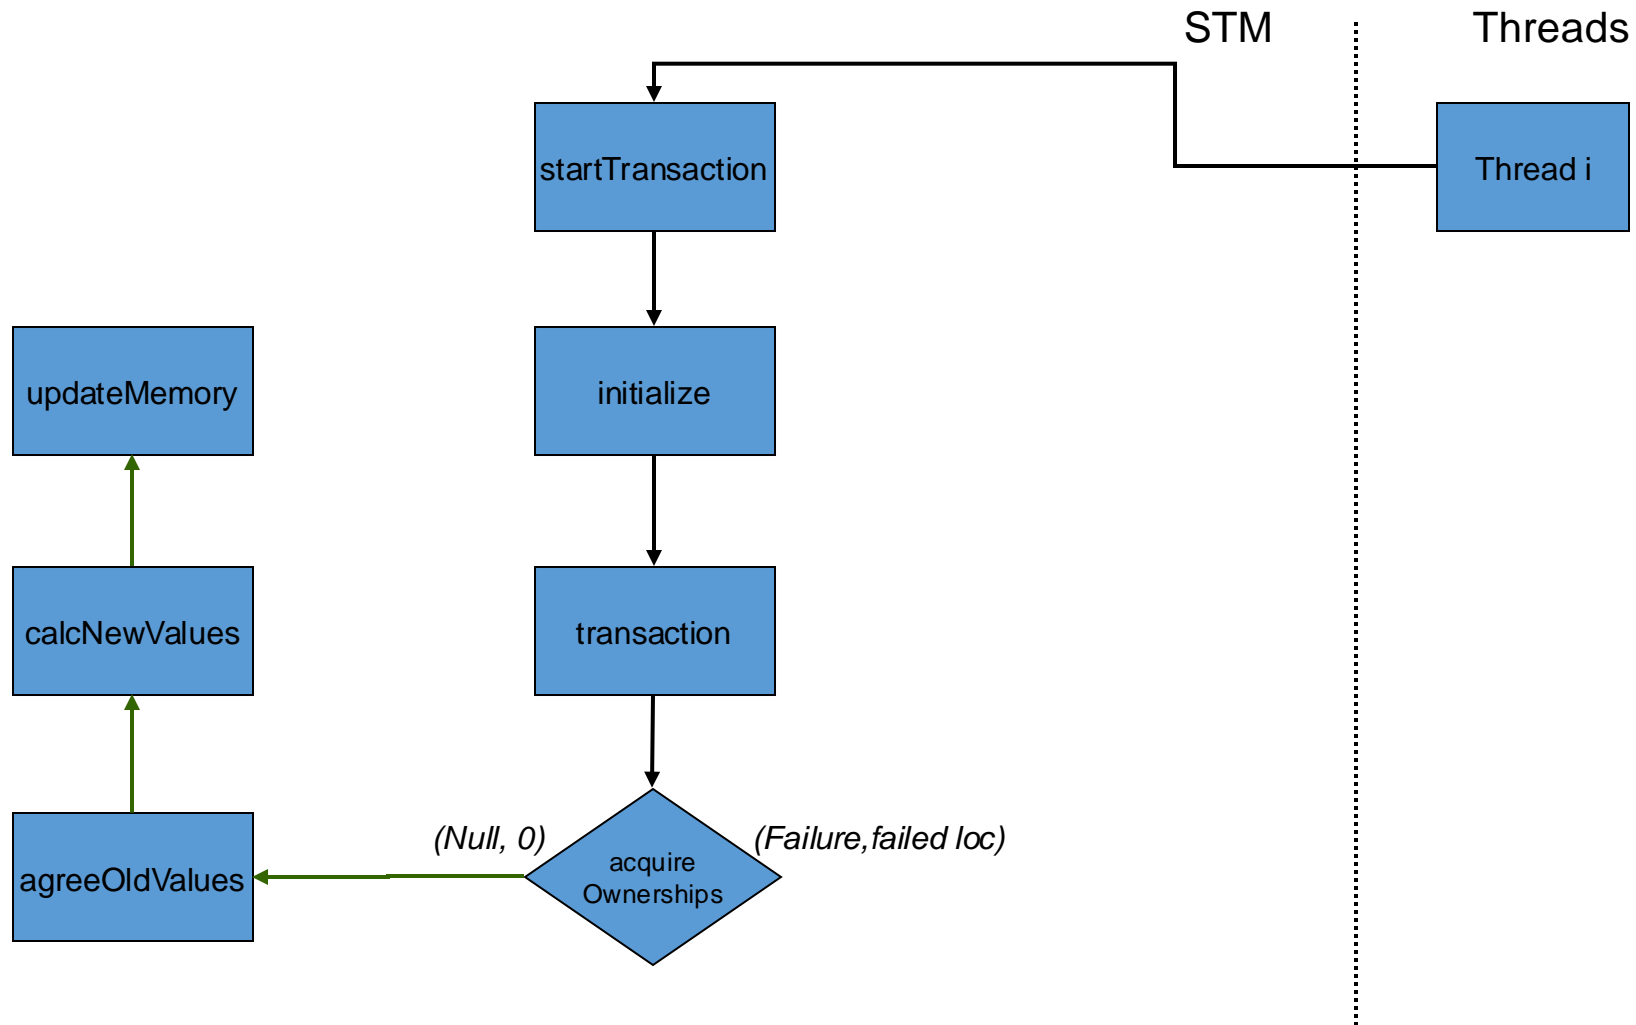 STM
Threads
startTransaction
Thread i
updateMemory
initialize
calcNewValues
transaction
(Null, 0)
(Failure,failed loc)
agreeOldValues
acquire
Ownerships